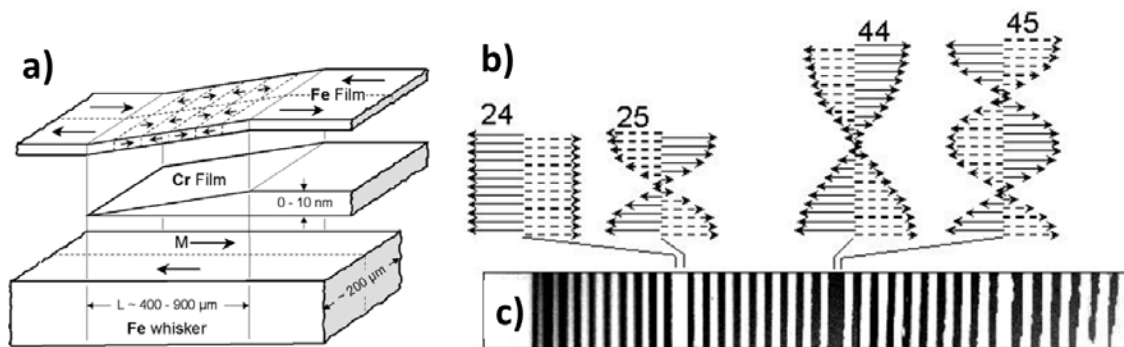 a)
Fe Film
Cr Film
0 - 10 nm
M
L ~ 400 - 900 µm
~ 200 µm
Fe whisker
b)
24
25
44
45
c)